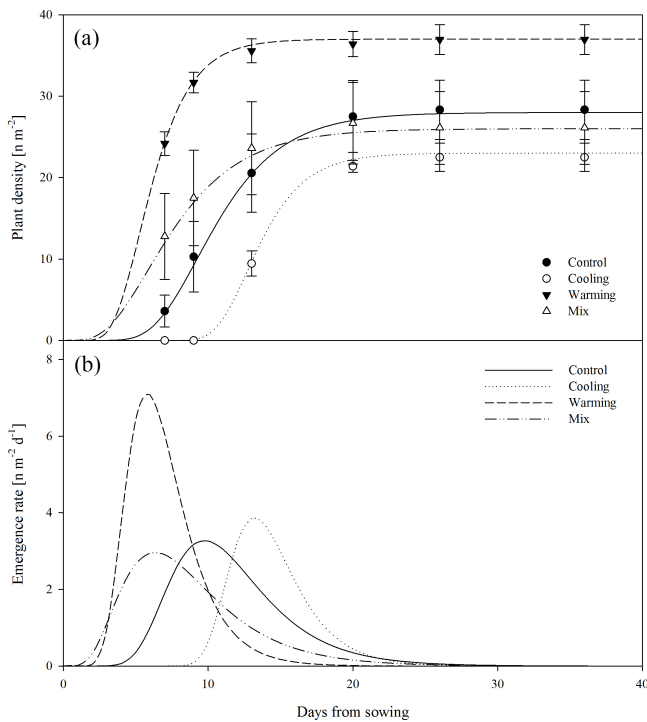 40
(a)
30
20
10
0
Plant density [n m-2]
Control
Cooling
Warming
Mix
(b)
8
6
4
2
0
Emergence rate [n m-2 d-1]
Control
Cooling
Warming
Mix
0 10 20 30 40
Days from sowing